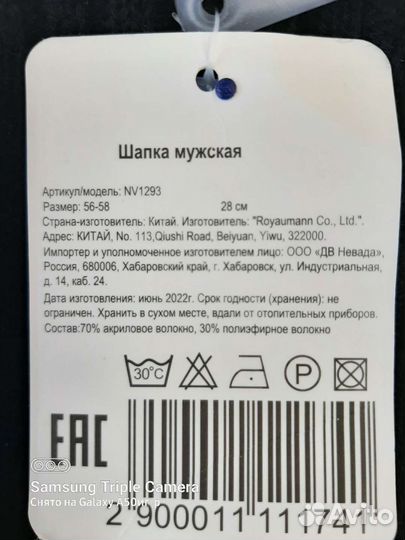 Шапка мужская
Артикул/модель: NV1293
Размер: 56-58 28 см
Страна-изготовитель: Китай. Изготовитель: "Royaumann Co., Ltd.".
Адрес: КИТАЙ, No. 113,Qiushi Road, Beiyuan, Yiwu, 322000.
Импортер и уполномоченное изготовителем лицо: ООО «ДВ Невада»,
Россия, 680006, Хабаровский край, г. Хабаровск, ул. Индустриальная,
д. 14, каб. 24.
Дата изготовления: июнь 2022г. Срок годности (хранения): не
ограничен. Хранить в сухом месте, вдали от отопительных приборов.
Состав:70% акриловое волокно, 30% полиэфирное волокно
30°C P
EAC
Samsung Triple Camera
Снято на Galaxy A50
2 900011 111741
Avito